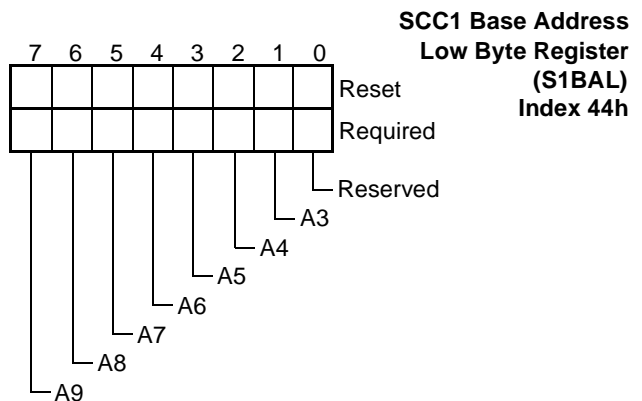 SCC1 Base Address
Low Byte Register
(S1BAL)
Index 44h
7 6 5 4 3 2 1 0
Reset
Required
Reserved
A3
A4
A5
A6
A7
A8
A9